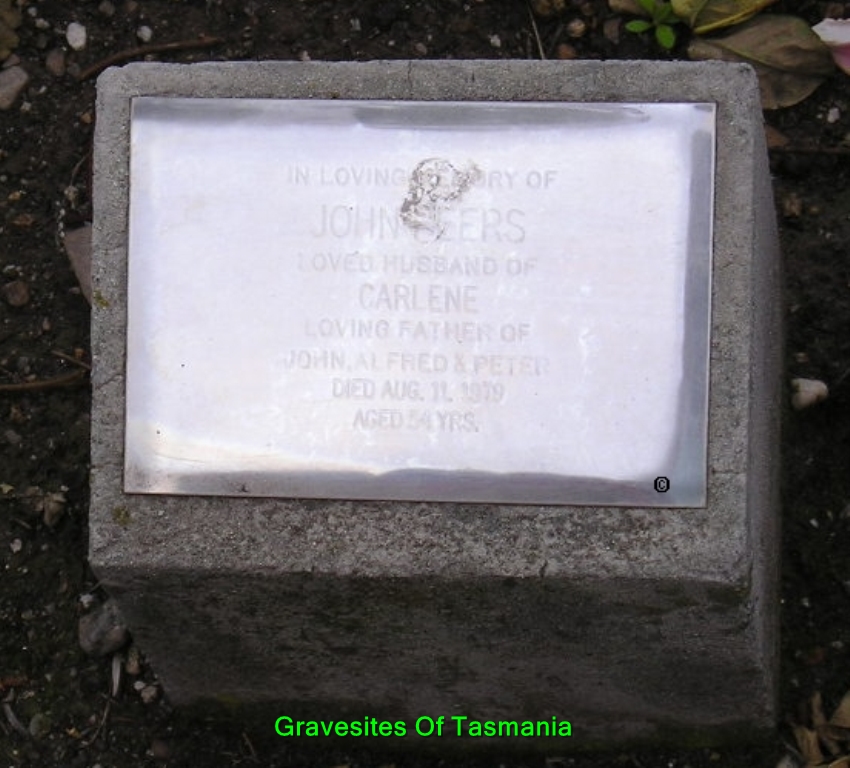 IN LOVING MEMORY OF
JOHN
LOVED HUSBAND OF
CARLENE
LOVING FATHER OF
JOHN, ALFRED & PETER
DIED AUG. 11. 1979
AGED 54 YRS.
©
Gravesites Of Tasmania